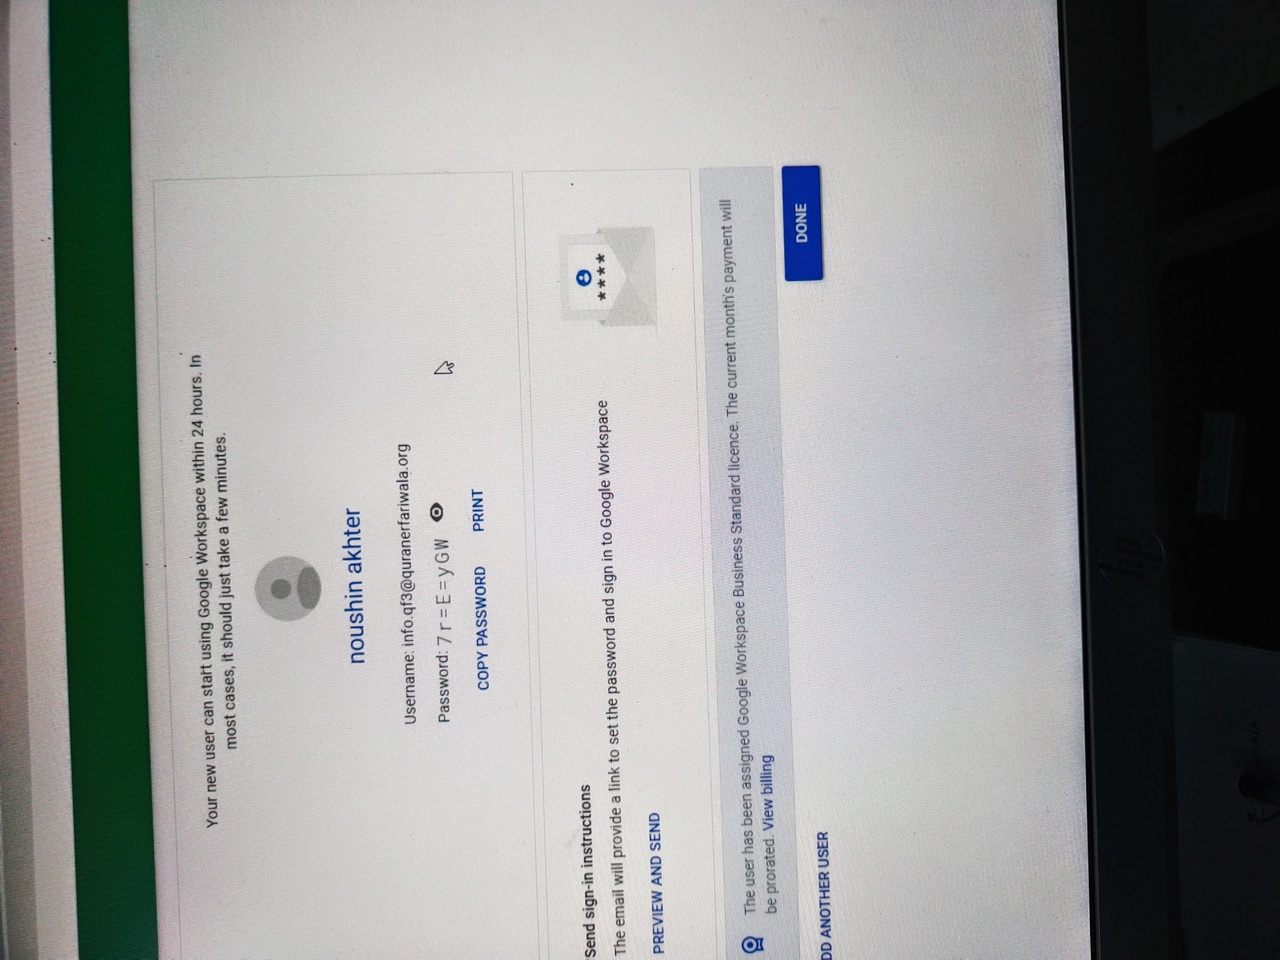 Your new user can start using Google Workspace within 24 hours. In
most cases, it should just take a few minutes.
noushin akhter
Username: info.qf3@quranerfariwala.org
Password: 7r=E=yGW
COPY PASSWORD PRINT
Send sign-in instructions
The email will provide a link to set the password and sign in to Google Workspace
****
PREVIEW AND SEND
The user has been assigned Google Workspace Business Standard licence. The current month's payment will
be prorated. View billing
DONE
DD ANOTHER USER
hp